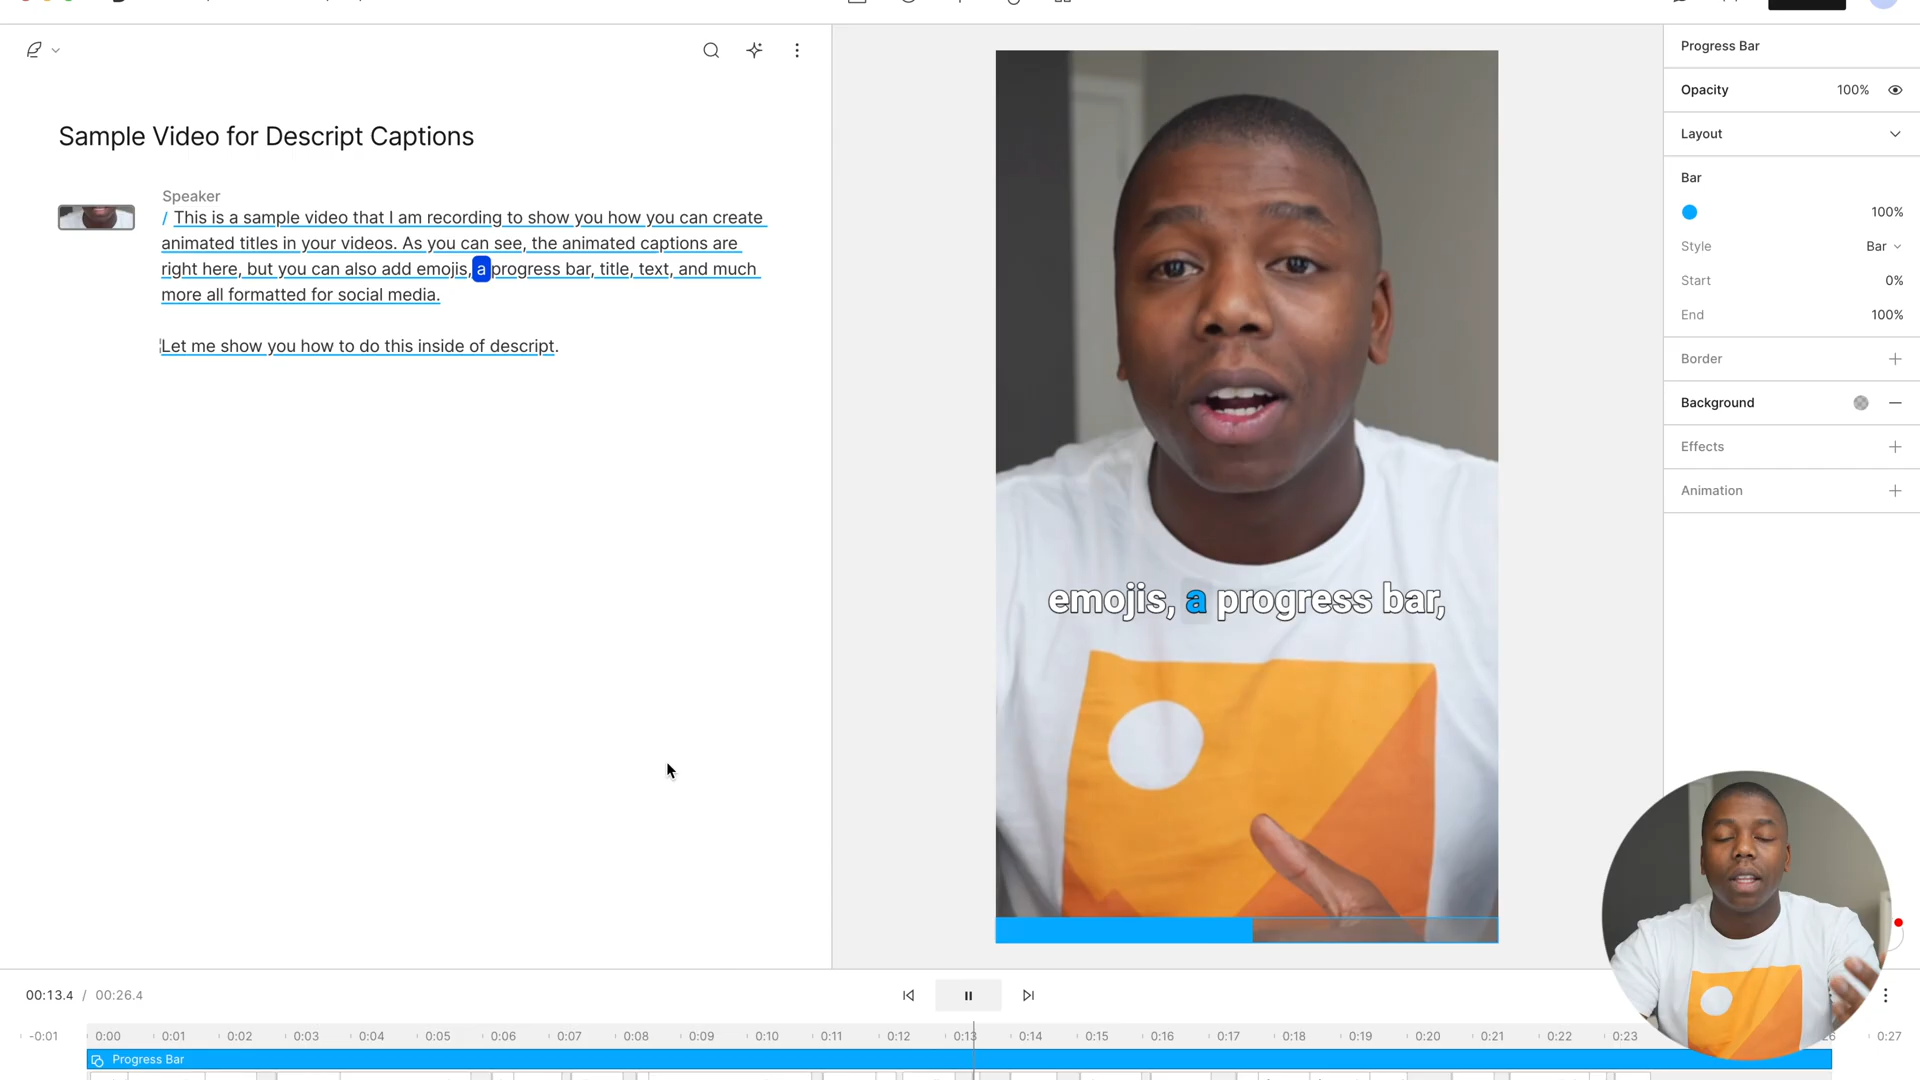 Progress Bar
Opacity 100%
Sample Video for Descript Captions
Layout
Bar
Speaker
/ This is a sample video that I am recording to show you how you can create
animated titles in your videos. As you can see, the animated captions are
right here, but you can also add emojis, a progress bar, title, text, and much
more all formatted for social media.
Let me show you how to do this inside of descript.
100%
Style Bar
Start 0%
End 100%
Border
Background
Effects
Animation
emojis, a progress bar,
00:13.4 / 00:26.4
-0:01 0:00 0:01 0:02 0:03 0:04 0:05 0:06 0:07 0:08 0:09 0:10 0:11 0:12 0:13 0:14 0:15 0:16 0:17 0:18 0:19 0:20 0:21 0:22 0:23 26 0:27
Progress Bar